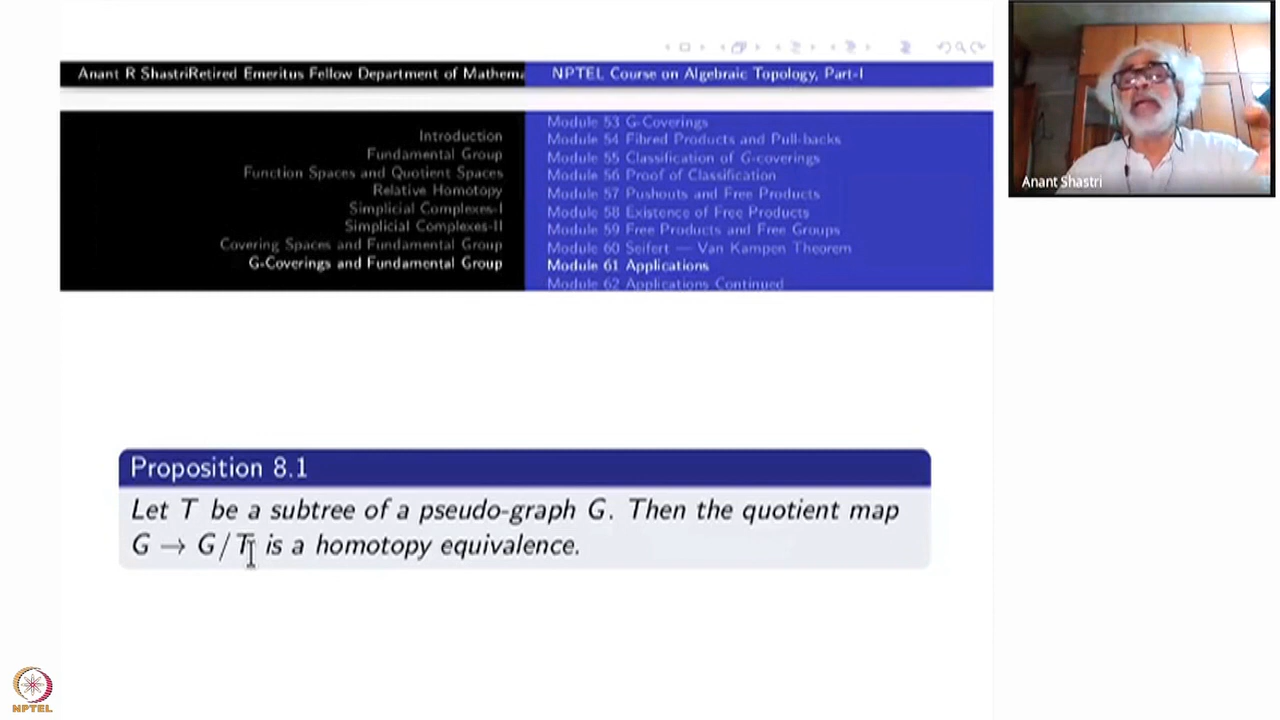 Anant R ShastriRetired Emeritus Fellow Department of Mathema
NPTEL Course on Algebraic Topology, Part-I
Introduction
Fundamental Group
Function Spaces and Quotient Spaces
Relative Homotopy
Simplicial Complexes-I
Simplicial Complexes-II
Covering Spaces and Fundamental Group
G-Coverings and Fundamental Group
Module 53 G-Coverings
Module 54 Fibred Products and Pull-backs
Module 55 Classification of G-coverings
Module 56 Proof of Classification
Module 57 Pushouts and Free Products
Module 58 Existence of Free Products
Module 59 Free Products and Free Groups
Module 60 Seifert — Van Kampen Theorem
Module 61 Applications
Module 62 Applications Continued
Anant Shastri
Proposition 8.1
Let T be a subtree of a pseudo-graph G. Then the quotient map
G → G/T is a homotopy equivalence.
NPTEL